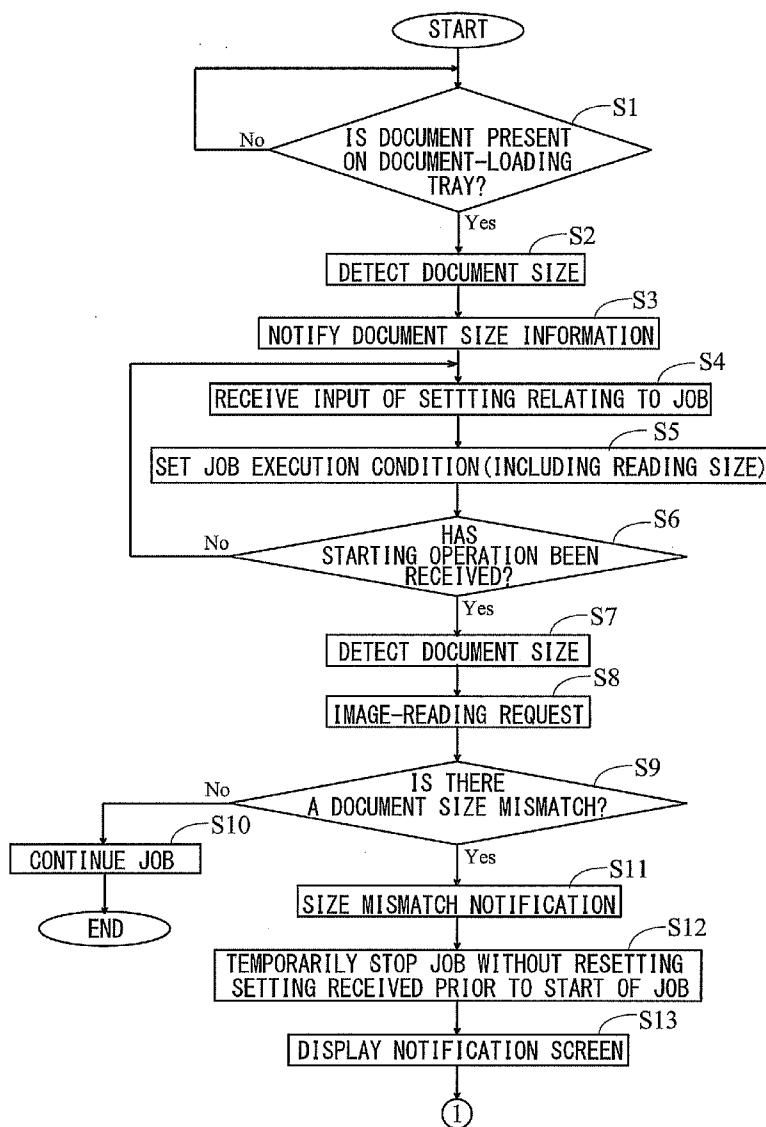 START
S1
No
IS DOCUMENT PRESENT
ON DOCUMENT-LOADING
TRAY?
Yes
S2
DETECT DOCUMENT SIZE
S3
NOTIFY DOCUMENT SIZE INFORMATION
S4
RECEIVE INPUT OF SETTTING RELATING TO JOB
S5
SET JOB EXECUTION CONDITION(INCLUDING READING SIZE)
S6
No
HAS
STARTING OPERATION BEEN
RECEIVED?
Yes
S7
DETECT DOCUMENT SIZE
S8
IMAGE-READING REQUEST
S9
No
IS THERE
A DOCUMENT SIZE MISMATCH?
S10
CONTINUE JOB
END
Yes
S11
SIZE MISMATCH NOTIFICATION
S12
TEMPORARILY STOP JOB WITHOUT RESETTING
SETTING RECEIVED PRIOR TO START OF JOB
S13
DISPLAY NOTIFICATION SCREEN
1